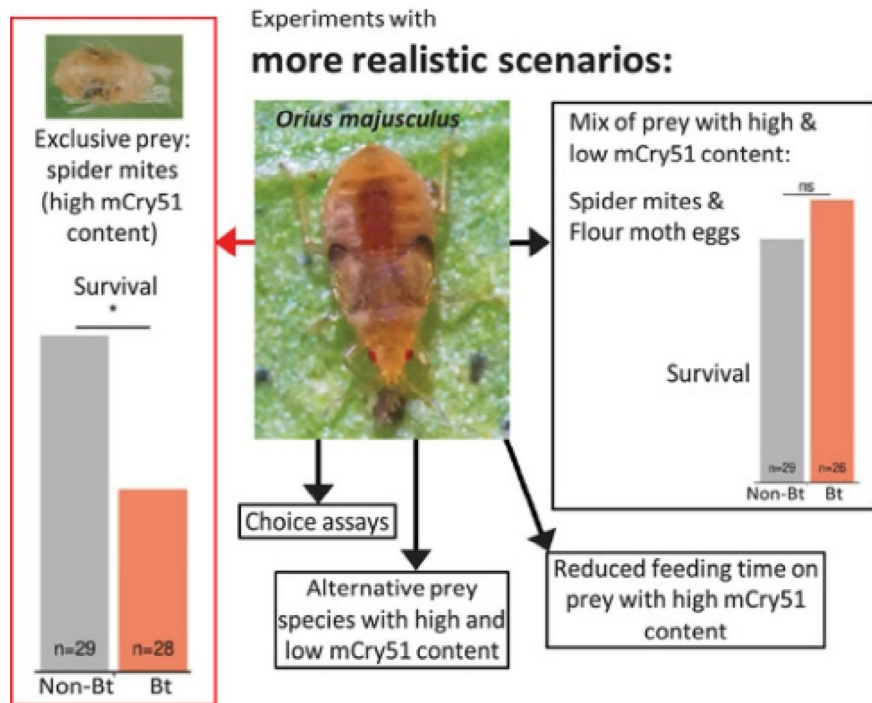 Experiments with
more realistic scenarios:
Exclusive prey:
spider mites
(high mCry51
content)
Survival
*
n=29
n=28
Non-Bt
Bt
Orius majusculus
Mix of prey with high &
low mCry51 content:
Spider mites &
Flour moth eggs
ns
Survival
n=29
n=26
Non-Bt
Bt
Choice assays
Alternative prey
species with high and
low mCry51 content
Reduced feeding time on
prey with high mCry51
content